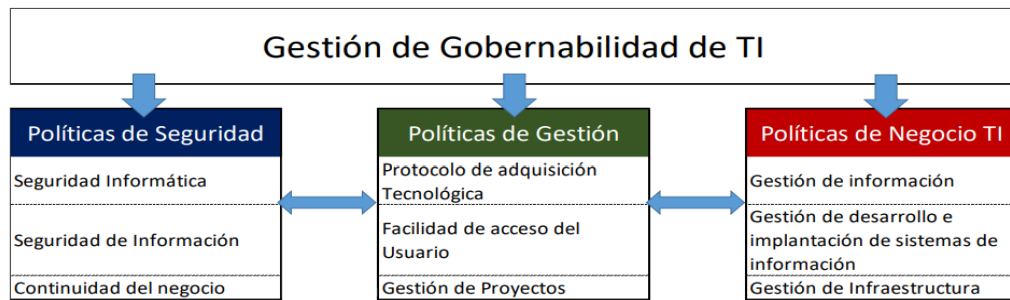 Gestión de Gobernabilidad de TI
Políticas de Seguridad
Seguridad Informática
Seguridad de Información
Continuidad del negocio
Políticas de Gestión
Protocolo de adquisición
Tecnológica
Facilidad de acceso del
Usuario
Gestión de Proyectos
Políticas de Negocio TI
Gestión de información
Gestión de desarrollo e
implantación de sistemas de
información
Gestión de Infraestructura